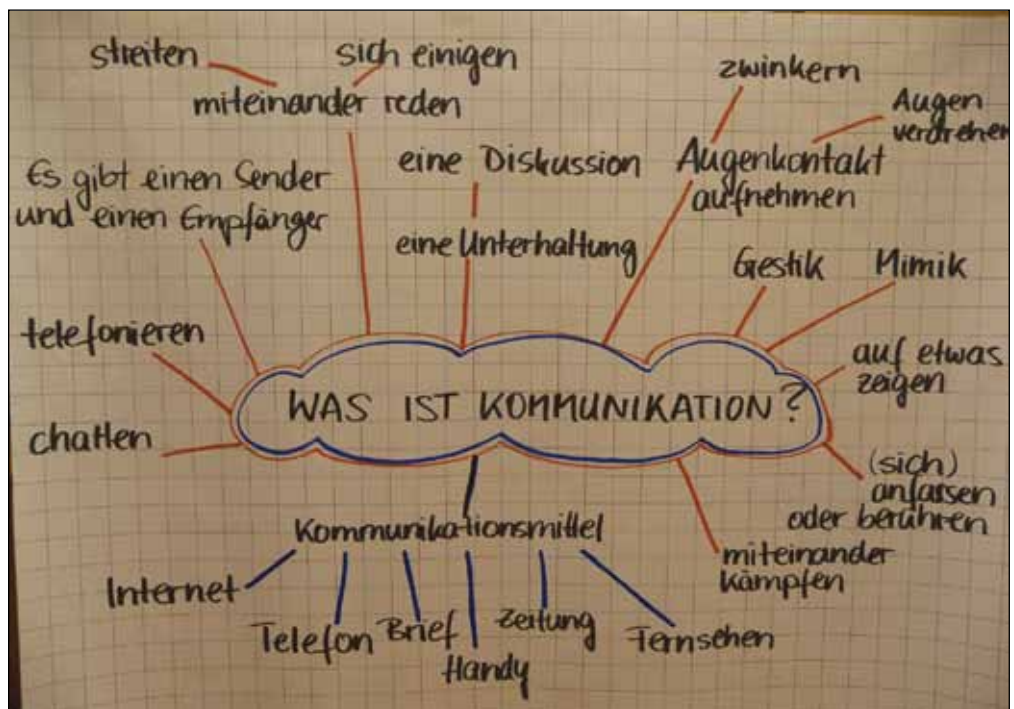 streiten
sich einigen
miteinander reden
zwinkern
Augen
verdrehen
Augenkontakt
aufnehmen
eine Diskussion
eine Unterhaltung
Es gibt einen Sender
und einen Empfänger
Gestik
Mimik
telefonieren
auf etwas
zeigen
WAS IST KOMMUNIKATION?
chatten
(sich)
anfassen
oder berühren
miteinander
kämpfen
Kommunikationsmittel
Internet
Telefon
Brief
Handy
Zeitung
Fernsehen